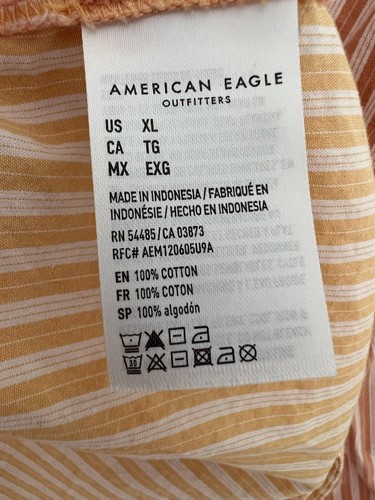 AMERICAN EAGLE
OUTFITTERS
US XL
CA TG
MX EXG
MADE IN INDONESIA / FABRIQUÉ EN
INDONÉSIE / HECHO EN INDONESIA
RN 54485 / CA 03873
RFC# AEM120605U9A
EN 100% COTTON
FR 100% COTON
SP 100% algodón
30